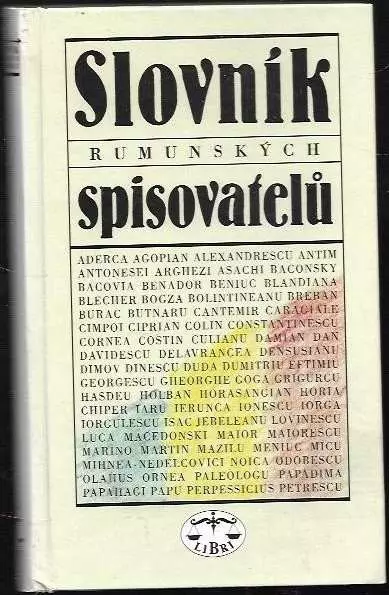 Slovník
RUMUNSKÝCH
spisovatelů
ADERCA AGOPIAN ALEXANDRESCU ANTIM
ANTONESEI ARGHEZI ASACHI BACONSKY
BACOVIA BENADOR BENIUC BLANDIANA
BLECHER BOGZA BOLINTINEANU BREBAN
BURAC BUTNARU CANTEMIR CARAGIALE
CIMPOI CIPRIAN COLIN CONSTANTINESCU
CORNEA COSTIN CULIANU DAMIAN DAN
DAVIDESCU DELAVRANCEA DENSUSIANU
DIMOV DINESCU DUDA DUMITRIU EFTIMIU
GEORGESCU GHEORGHE GOGA GRIGURCU
HASDEU HOLBAN HORASANGIAN HORIA
CHIPER IARU IERUNCA IONESCU IORGA
IORGULESCU ISAC JEBELEANU LOVINESCU
LUCA MACEDONSKI MAIOR MAIORESCU
MARINO MARTIN MAZILU MENIUC MICU
MIHNEA-NEDELCOVICI NOICA ODOBESCU
OLAHUS ORNEA PALEOLOGU PAPADIMA
PAPAHAGI PAPU PERPESSICIUS PETRESCU
LIBRI